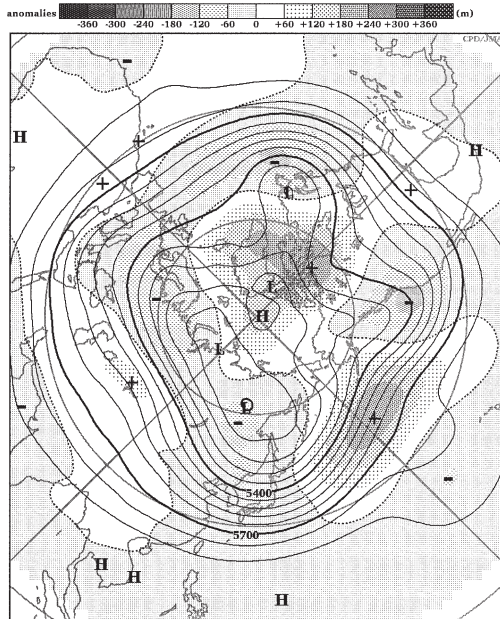 anomalies
-360 -300 -240 -180 -120 -60 0 +60 +120 +180 +240 +300 +360 (m)
CPD/JMA
H
H
+
+
+
-
-
L
+
L
-
-
H
L
+
-
L
-
+
-
5400
5700
H
H
H